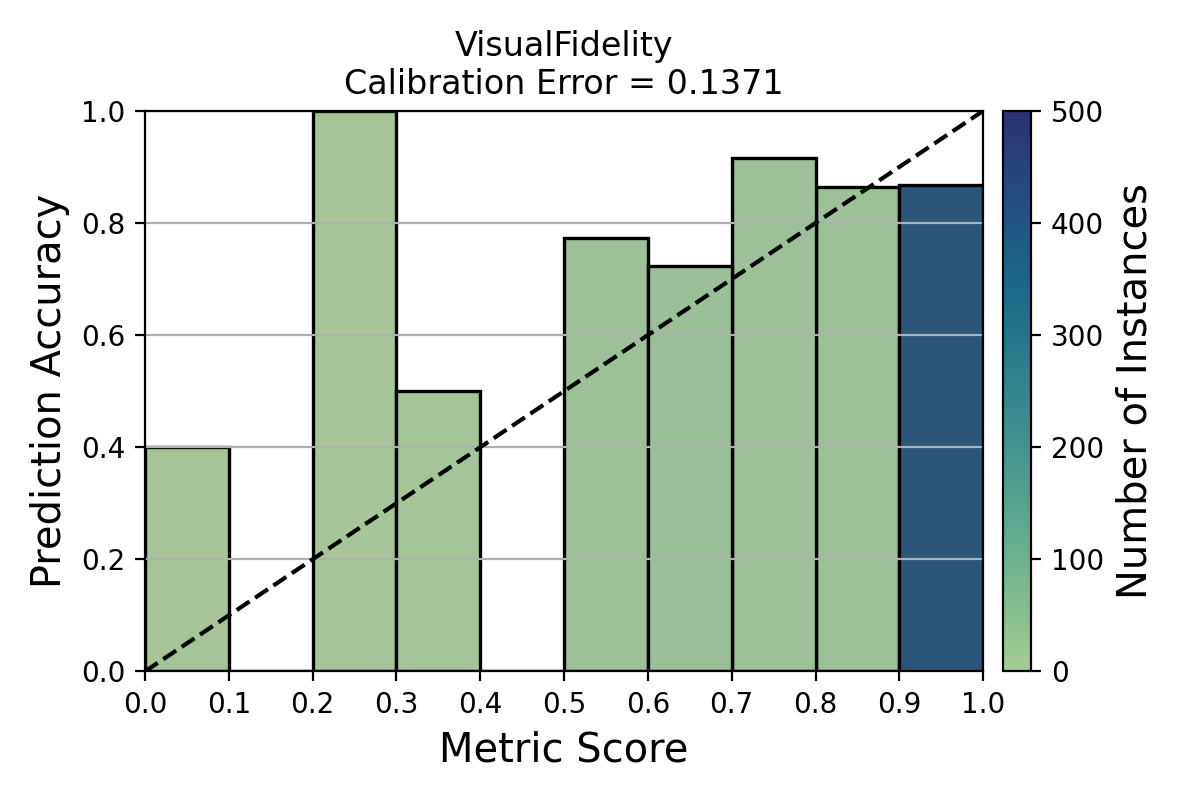 VisualFidelity
Calibration Error = 0.1371
Prediction Accuracy
1.0
0.8
0.6
0.4
0.2
0.0
0.0 0.1 0.2 0.3 0.4 0.5 0.6 0.7 0.8 0.9 1.0
Metric Score
500
400
300
200
100
0
Number of Instances